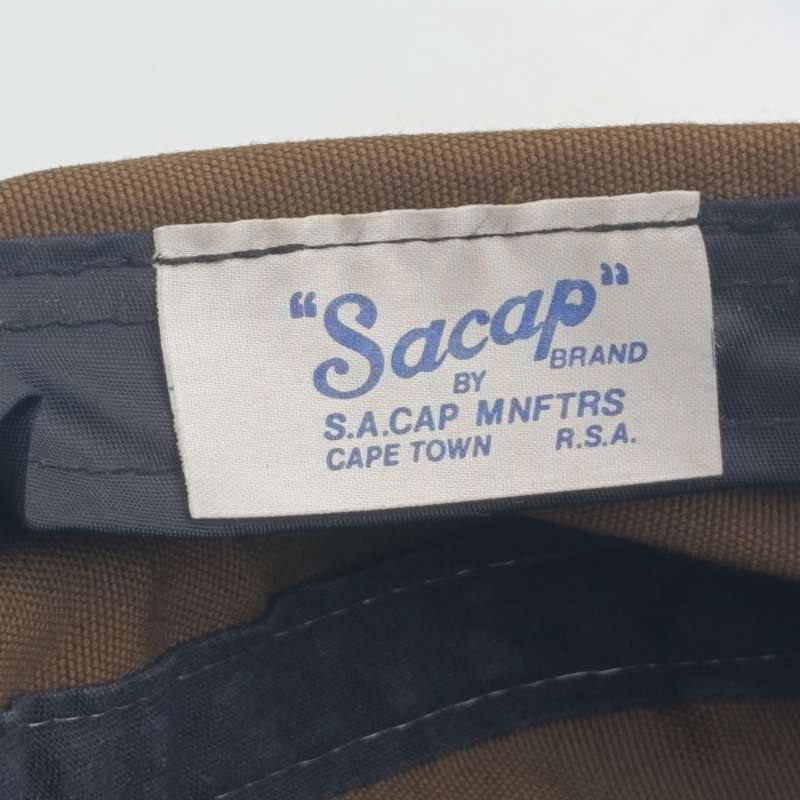 “Sacap”
BY BRAND
S.A.CAP MNFTRS
CAPE TOWN R.S.A.